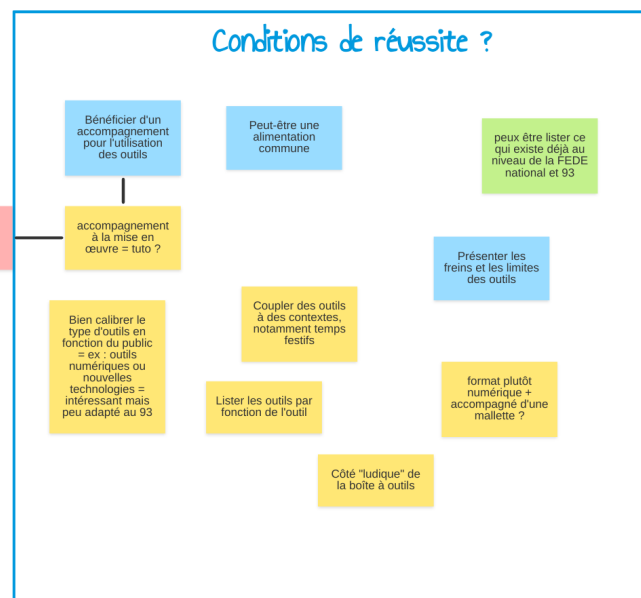 Conditions de réussite ?
Bénéficier d'un
accompagnement
pour l'utilisation
des outils
Peut-être une
alimentation
commune
peux être lister ce
qui existe déjà au
niveau de la FEDE
national et 93
accompagnement
à la mise en
œuvre = tuto ?
Présenter les
freins et les limites
des outils
Bien calibrer le
type d'outils en
fonction du public
= ex : outils
numériques ou
nouvelles
technologies =
intéressant mais
peu adapté au 93
Coupler des outils
à des contextes,
notamment temps
festifs
Lister les outils par
fonction de l'outil
format plutôt
numérique +
accompagné d'une
mallette ?
Côté "ludique" de
la boîte à outils